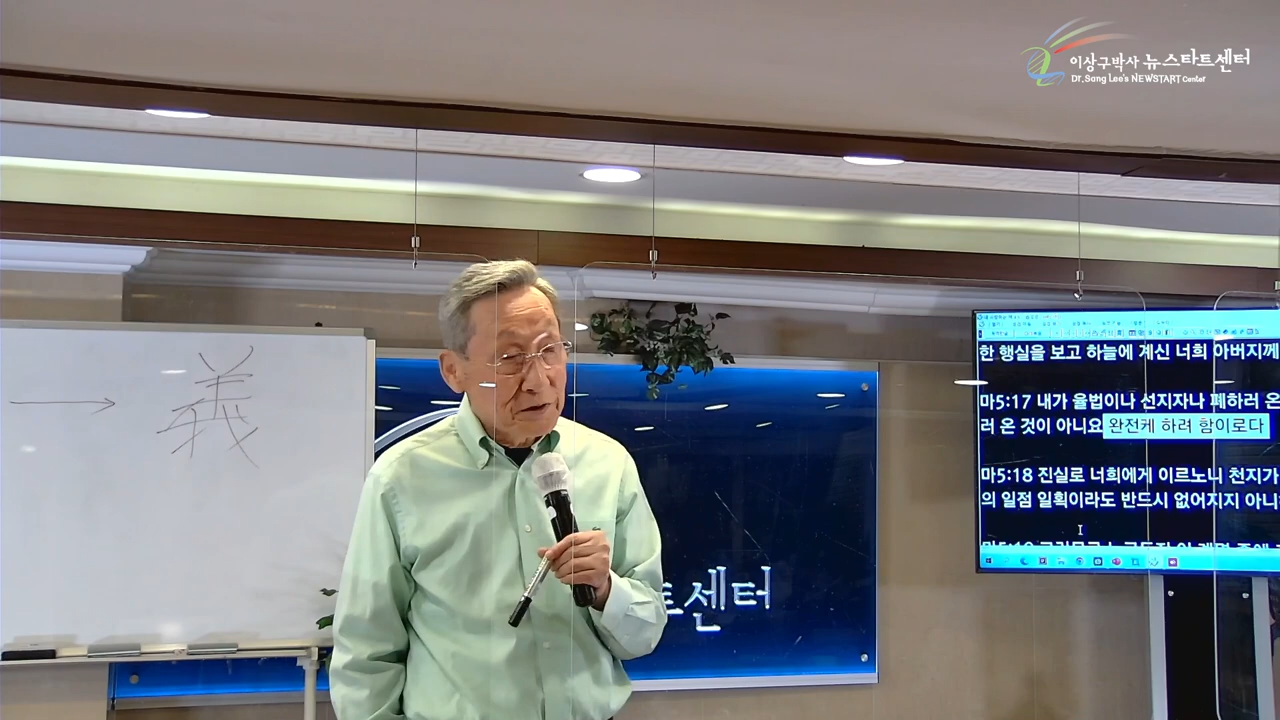 이상구박사 뉴스타트센터
Dr. Sang Lee's NEWSTART Center
義
한 행실을 보고 하늘에 계신 너희 아버지께
마5:17 내가 율법이나 선지자나 폐하러 온
러 온 것이 아니요 완전케 하려 함이로다
마5:18 진실로 너희에게 이르노니 천지가
의 일점 일획이라도 반드시 없어지지 아니
트센터